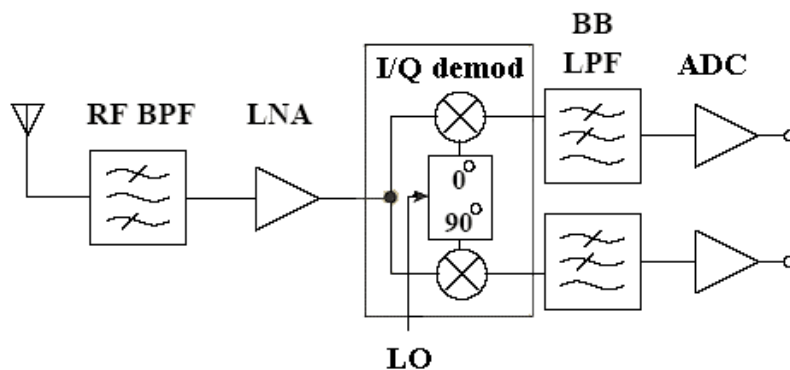 BB
LPF
I/Q demod
ADC
RF BPF
LNA
0°
90°
LO